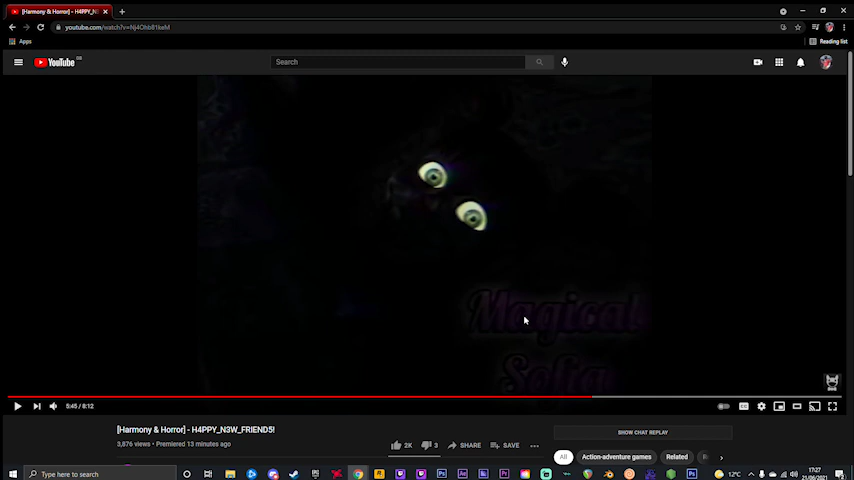 [Harmony & Horror] - H4PPY_N
youtube.com/watch?v=Nj4Ohb81keM
Apps
Reading list
YouTube GB
Search
Magical
Sofia
5:45 / 8:12
[Harmony & Horror] - H4PPY_N3W_FRIEND5!
3,876 views • Premiered 13 minutes ago
2K
3
SHARE
SAVE
SHOW CHAT REPLAY
All
Action-adventure games
Related
Type here to search
12°C
17:27
21/06/2021